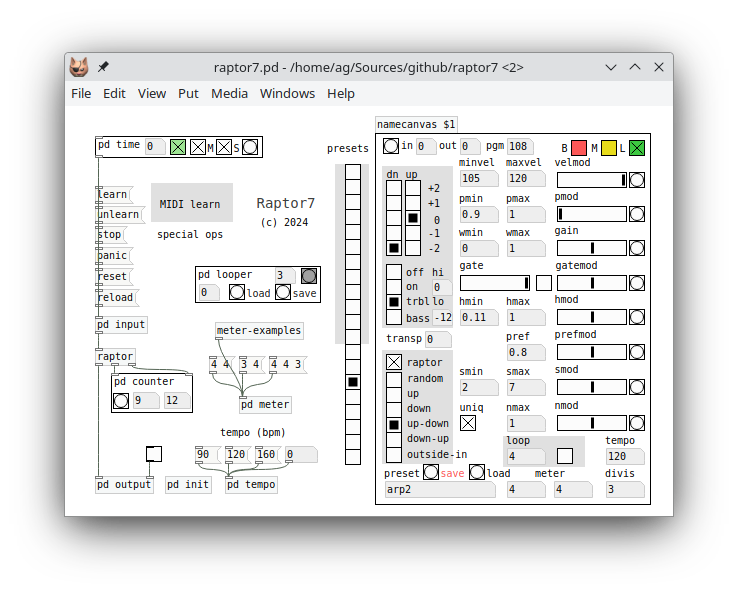 raptor7.pd - /home/ag/Sources/github/raptor7 <2>
File Edit View Put Media Windows Help
namecanvas $1
pd time 0 M S
presets
in 0 out 0 pgm 108 B M L
dn up
minvel maxvel velmod
105 120
+2
+1
0
-1
-2
pmin pmax pmod
0.9 1
wmin wmax gain
0 1
gate gatemod
learn
unlearn
stop
panic
reset
reload
MIDI learn
special ops
Raptor7
(c) 2024
pd looper 3
0 load save
off hi
on 0
trbl lo
bass -12
hmin hmax hmod
0.11 1
transp 0
pref prefmod
0.8
pd input
meter-examples
raptor
4 4 3 4 4 4 3
pd counter
9 12
pd meter
raptor
random
up
down
up-down
down-up
outside-in
smin smax smod
2 7
uniq nmax nmod
1
loop tempo
4 120
tempo (bpm)
90 120 160 0
pd output pd init pd tempo
preset save load meter divis
arp2 4 4 3